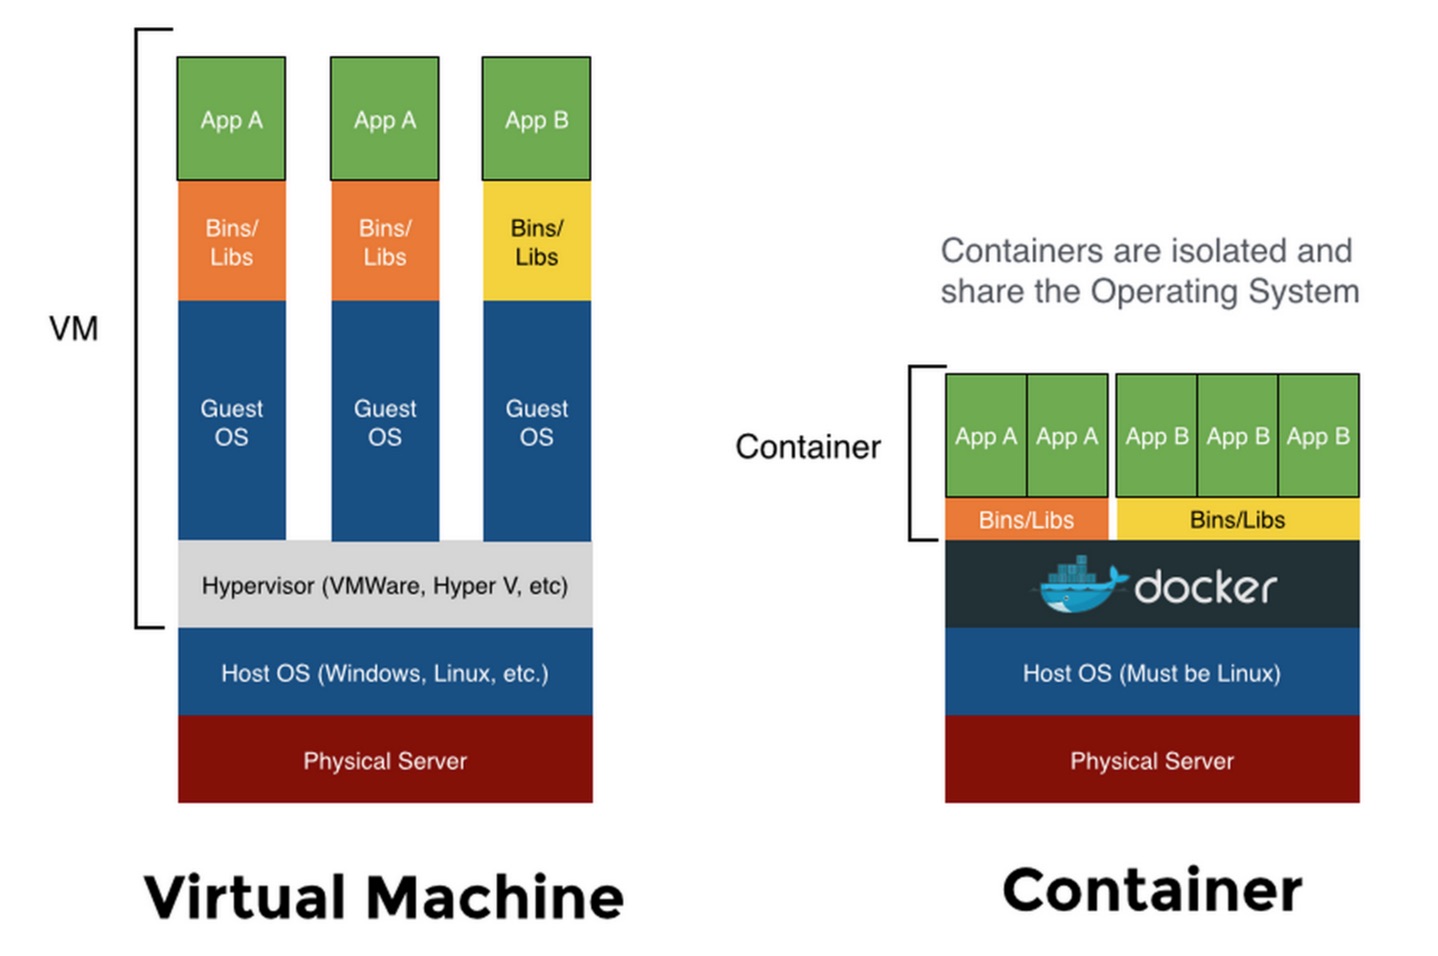 App A
App A
App B
Bins/
Libs
Bins/
Libs
Bins/
Libs
VM
Guest
OS
Guest
OS
Guest
OS
Hypervisor (VMWare, Hyper V, etc)
Host OS (Windows, Linux, etc.)
Physical Server
Virtual Machine
Containers are isolated and
share the Operating System
Container
App A
App A
App B
App B
App B
Bins/Libs
Bins/Libs
docker
Host OS (Must be Linux)
Physical Server
Container